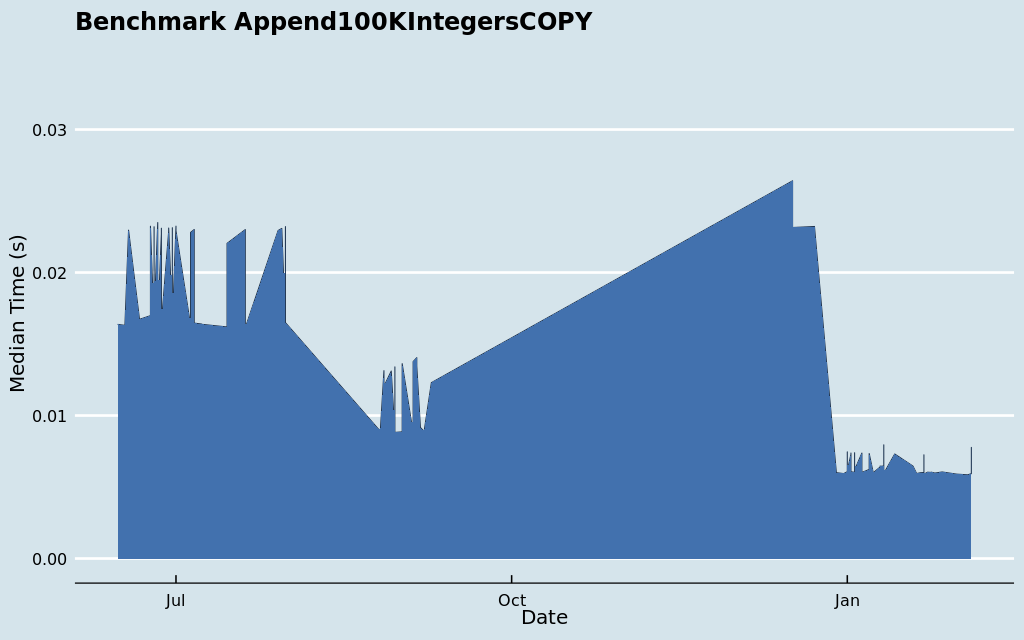 Benchmark Append100KIntegersCOPY
Median Time (s)
0.03
0.02
0.01
0.00
Jul Oct Jan
Date